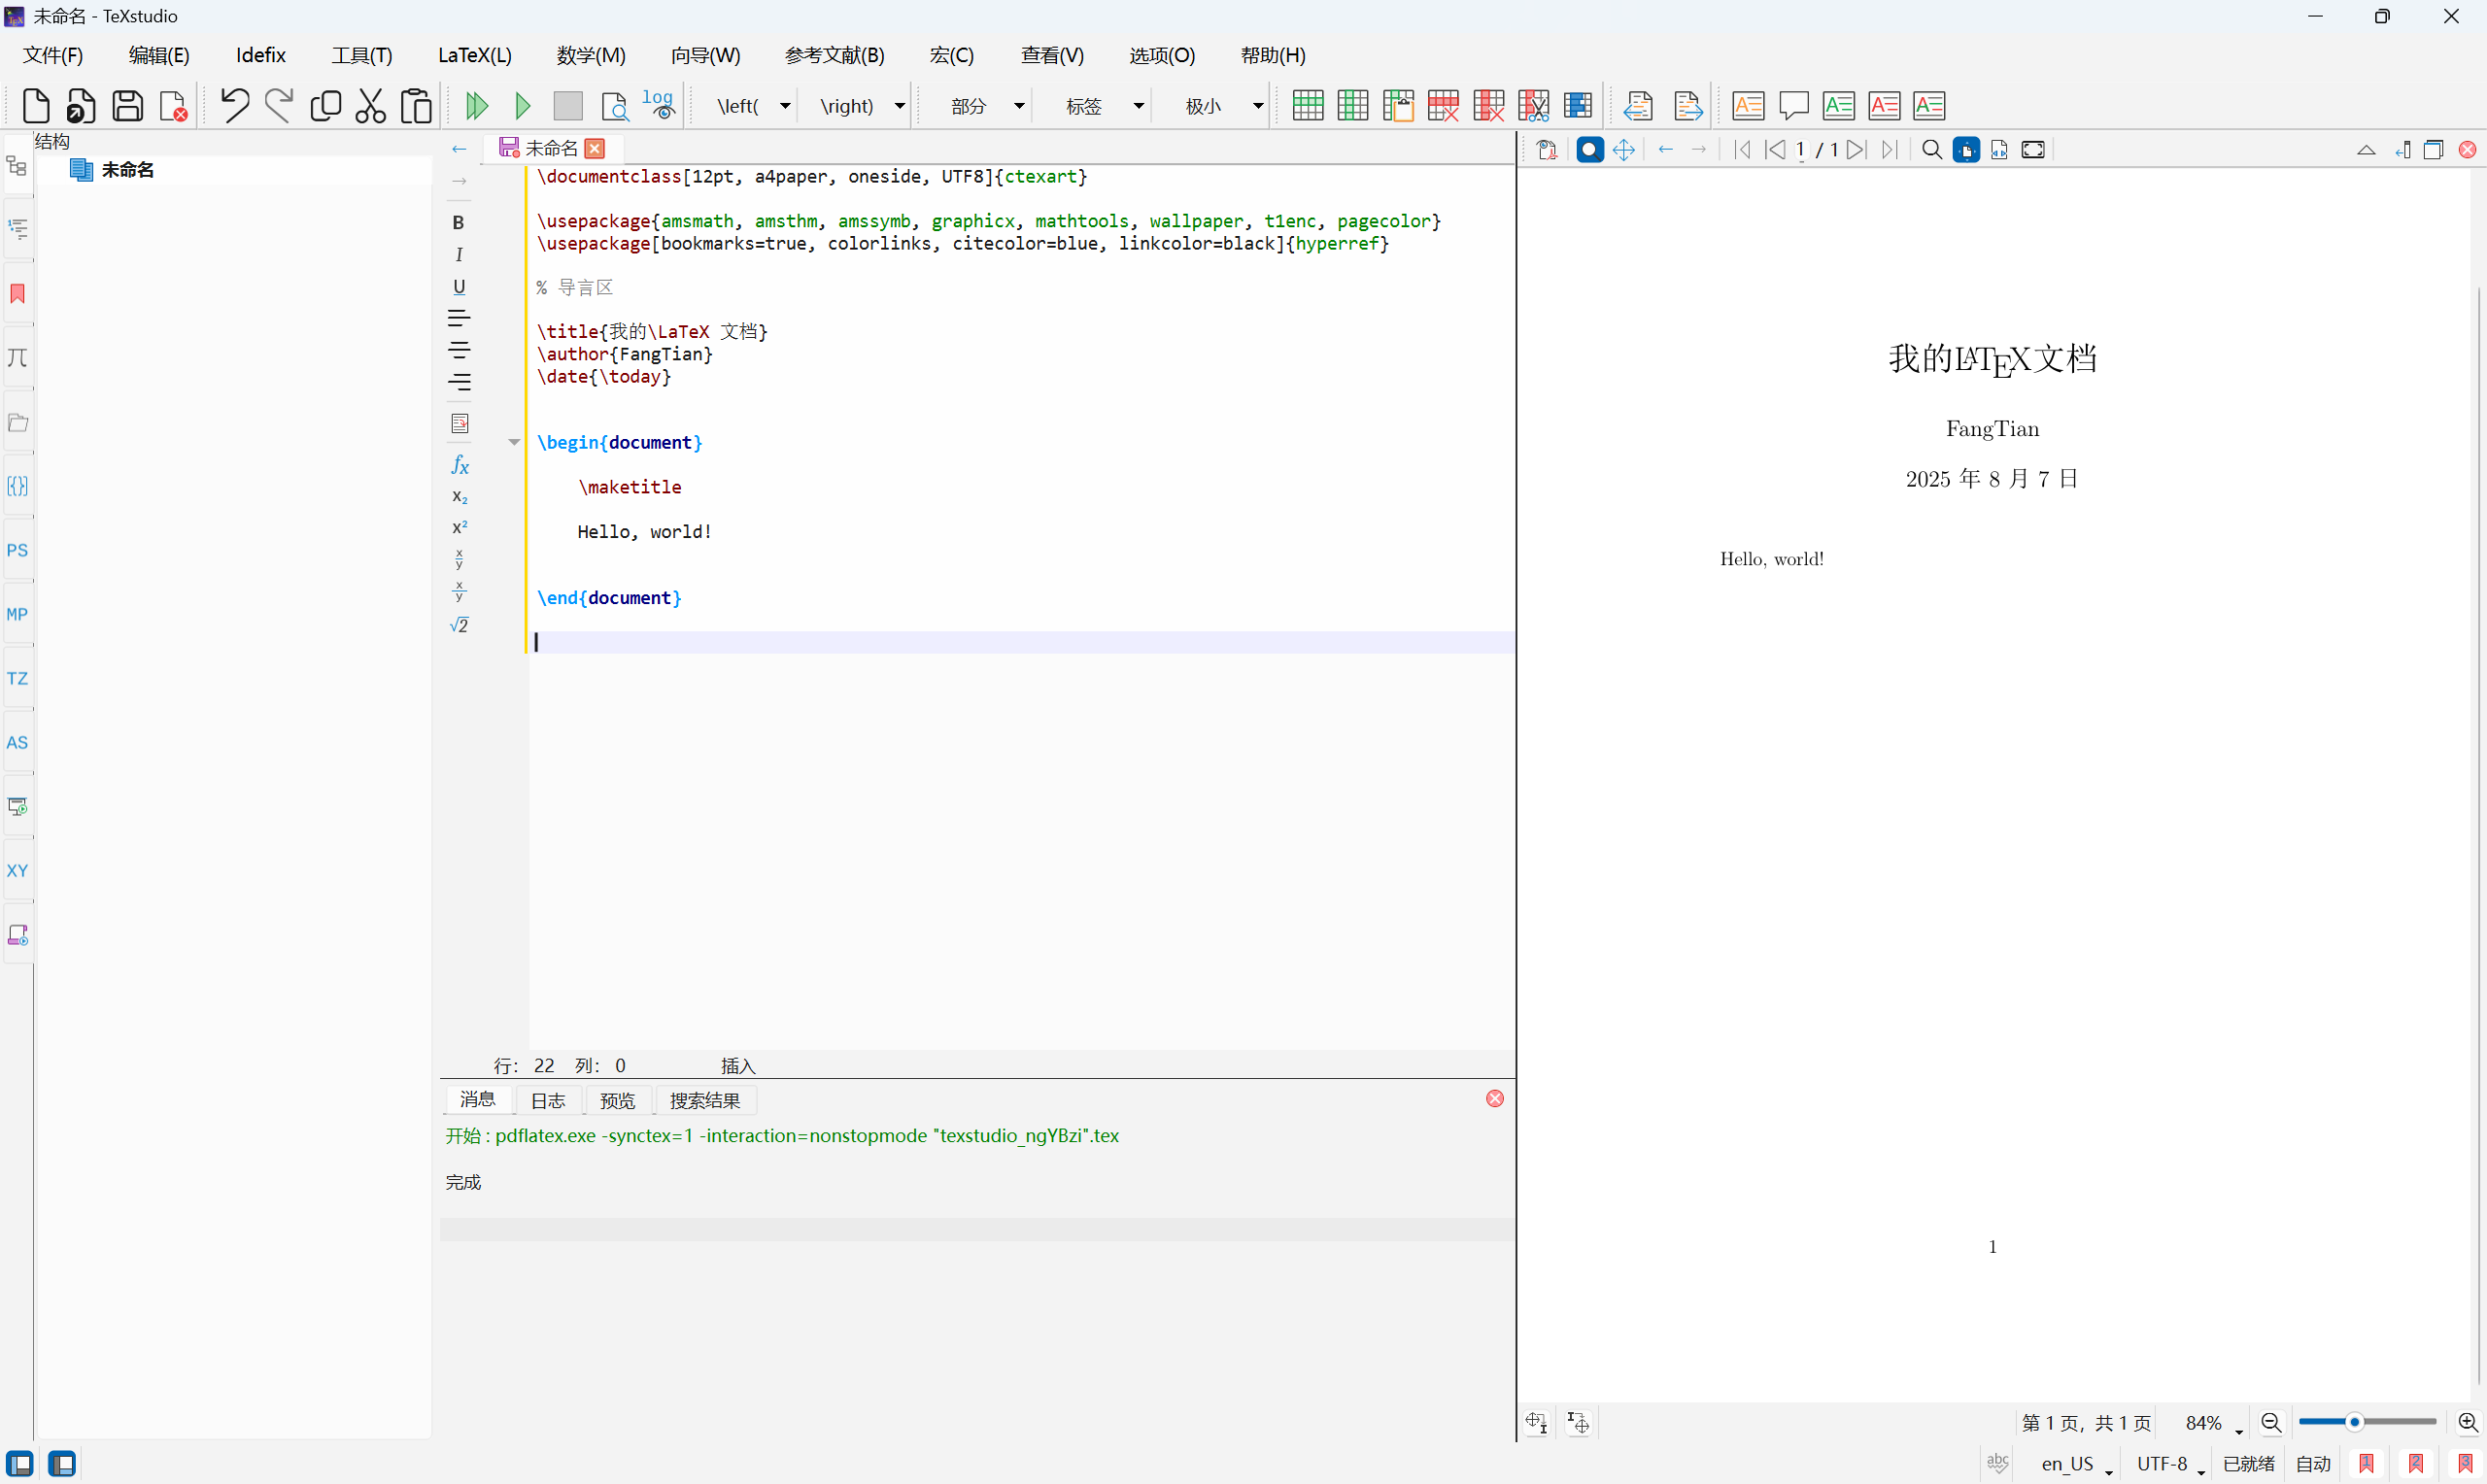 未命名 - TeXstudio
文件(F) 编辑(E) Idefix 工具(T) LaTeX(L) 数学(M) 向导(W) 参考文献(B) 宏(C) 查看(V) 选项(O) 帮助(H)
log \left( \right) 部分 标签 极小
结构
未命名
未命名
1 / 1
PS
MP
TZ
AS
XY
B
I
U
\documentclass[12pt, a4paper, oneside, UTF8]{ctexart}
\usepackage{amsmath, amsthm, amssymb, graphicx, mathtools, wallpaper, t1enc, pagecolor}
\usepackage[bookmarks=true, colorlinks, citecolor=blue, linkcolor=black]{hyperref}
% 导言区
\title{我的\LaTeX 文档}
\author{FangTian}
\date{\today}
\begin{document}
\maketitle
Hello, world!
\end{document}
行: 22 列: 0 插入
消息 日志 预览 搜索结果
开始 : pdflatex.exe -synctex=1 -interaction=nonstopmode "texstudio_ngYBzi".tex
完成
我的LATEX文档
FangTian
2025 年 8 月 7 日
Hello, world!
1
第 1 页, 共 1 页 84%
en_US UTF-8 已就绪 自动 1 2 3